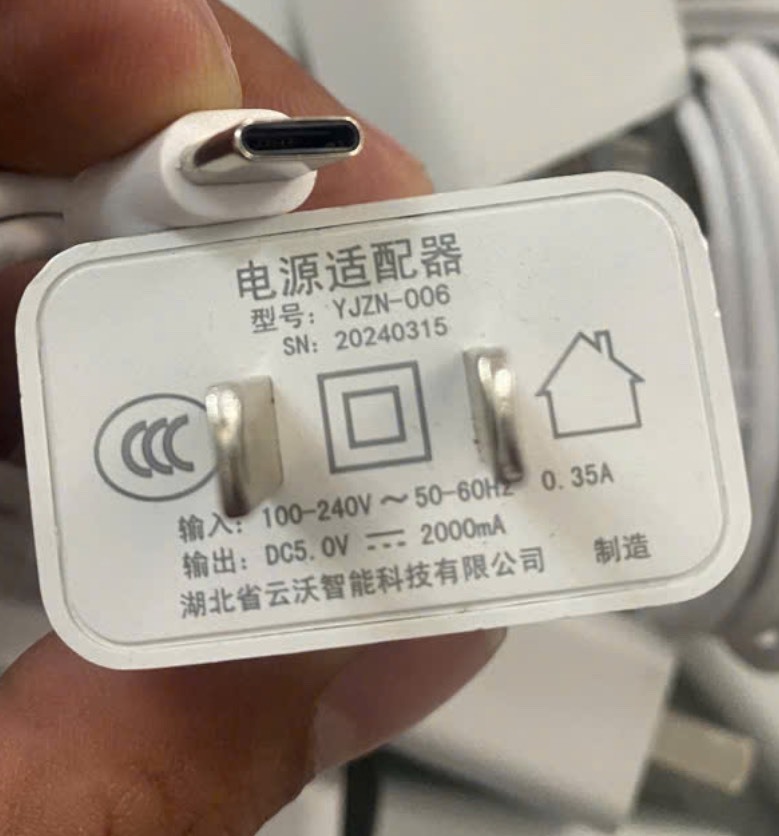 电源适配器
型号: YJZN-006
SN: 20240315
CCC
输入: 100-240V～50-60Hz 0.35A
输出: DC5.0V ⎓ 2000mA
湖北省云沃智能科技有限公司 制造